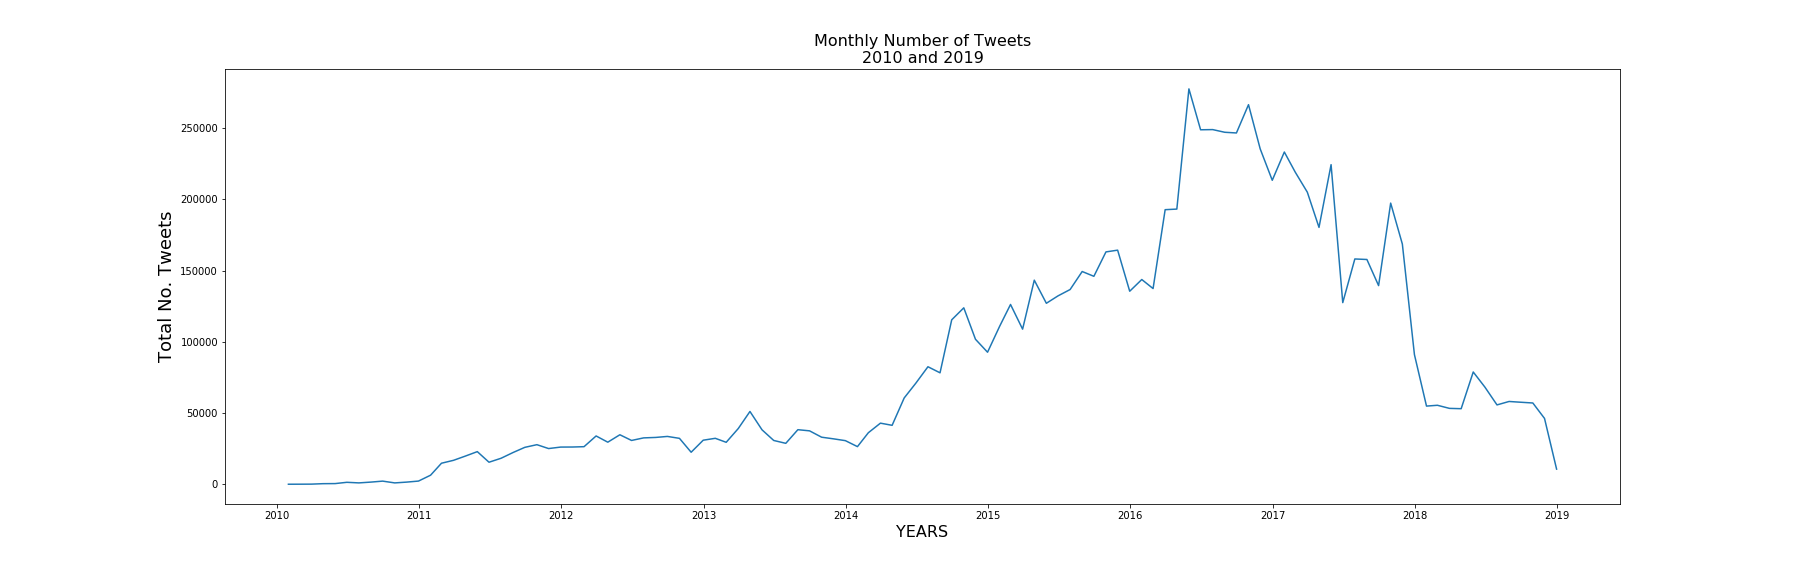 Monthly Number of Tweets
2010 and 2019
Total No. Tweets
250000
200000
150000
100000
50000
0
2010 2011 2012 2013 2014 2015 2016 2017 2018 2019
YEARS